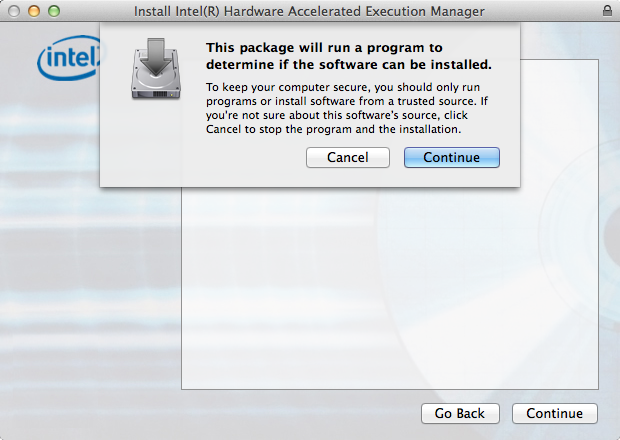 Install Intel(R) Hardware Accelerated Execution Manager
intel
This package will run a program to
determine if the software can be installed.
To keep your computer secure, you should only run
programs or install software from a trusted source. If
you're not sure about this software's source, click
Cancel to stop the program and the installation.
Cancel
Continue
Go Back
Continue